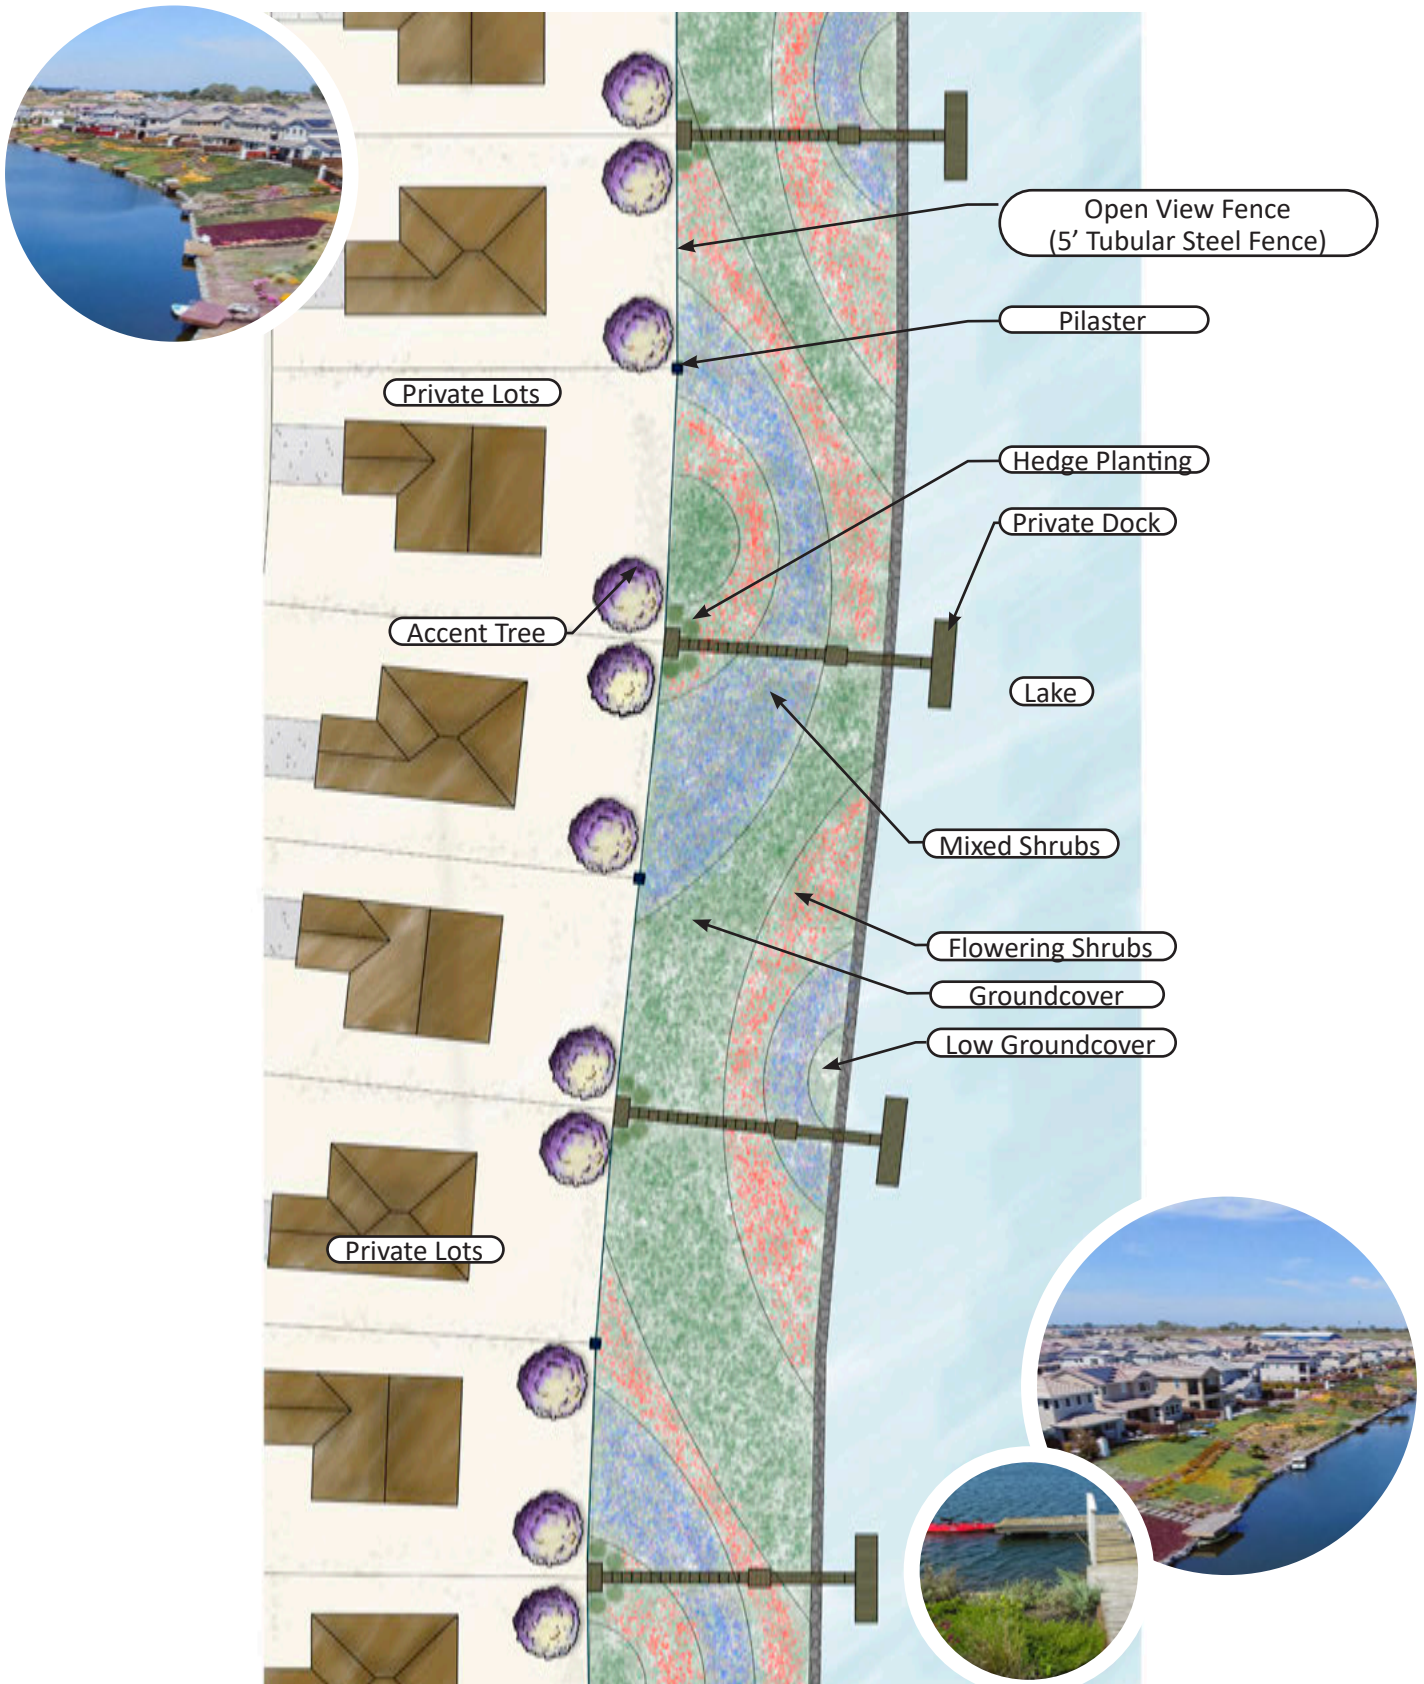 Open View Fence
(5’ Tubular Steel Fence)
Pilaster
Private Lots
Hedge Planting
Private Dock
Accent Tree
Lake
Mixed Shrubs
Flowering Shrubs
Groundcover
Low Groundcover
Private Lots